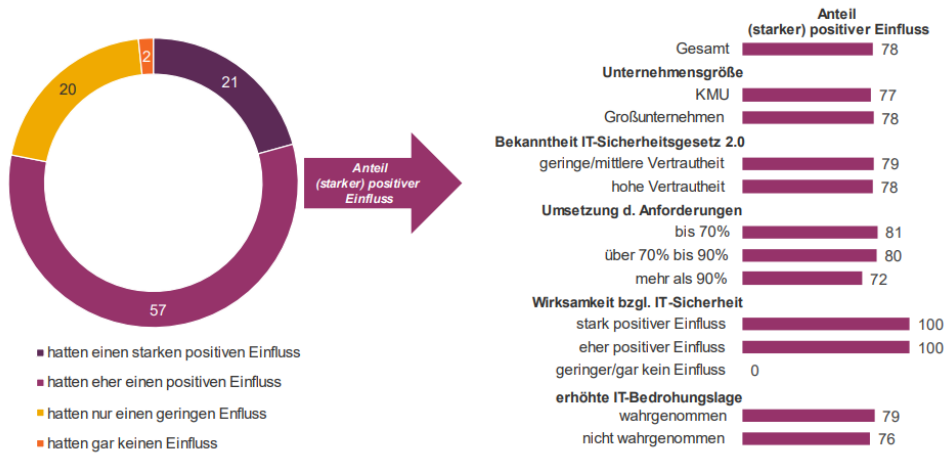 2
21
20
57
Anteil
(starker) positiver
Einfluss
hatten einen starken positiven Einfluss
hatten eher einen positiven Einfluss
hatten nur einen geringen Enfluss
hatten gar keinen Einfluss
Anteil
(starker) positiver Einfluss
Gesamt 78
Unternehmensgröße
KMU 77
Großunternehmen 78
Bekanntheit IT-Sicherheitsgesetz 2.0
geringe/mittlere Vertrautheit 79
hohe Vertrautheit 78
Umsetzung d. Anforderungen
bis 70% 81
über 70% bis 90% 80
mehr als 90% 72
Wirksamkeit bzgl. IT-Sicherheit
stark positiver Einfluss 100
eher positiver Einfluss 100
geringer/gar kein Einfluss 0
erhöhte IT-Bedrohungslage
wahrgenommen 79
nicht wahrgenommen 76